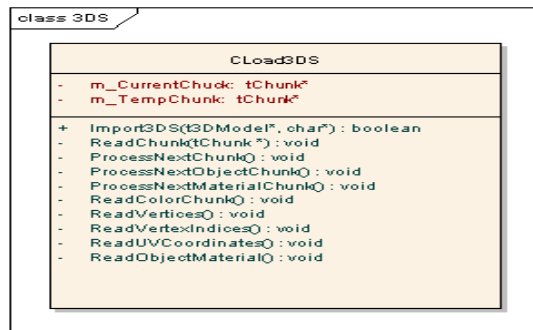 class 3DS
CLoad3DS
- m_CurrentChuck: tChunk*
- m_TempChunk: tChunk*
+ Import3DS(t3DModel*, char*) : boolean
- ReadChunk(tChunk *) : void
- ProcessNextChunk() : void
- ProcessNextObjectChunk() : void
- ProcessNextMaterialChunk() : void
- ReadColorChunk() : void
- ReadVertices() : void
- ReadVertexIndices() : void
- ReadUVCoordinates() : void
- ReadObjectMaterial() : void